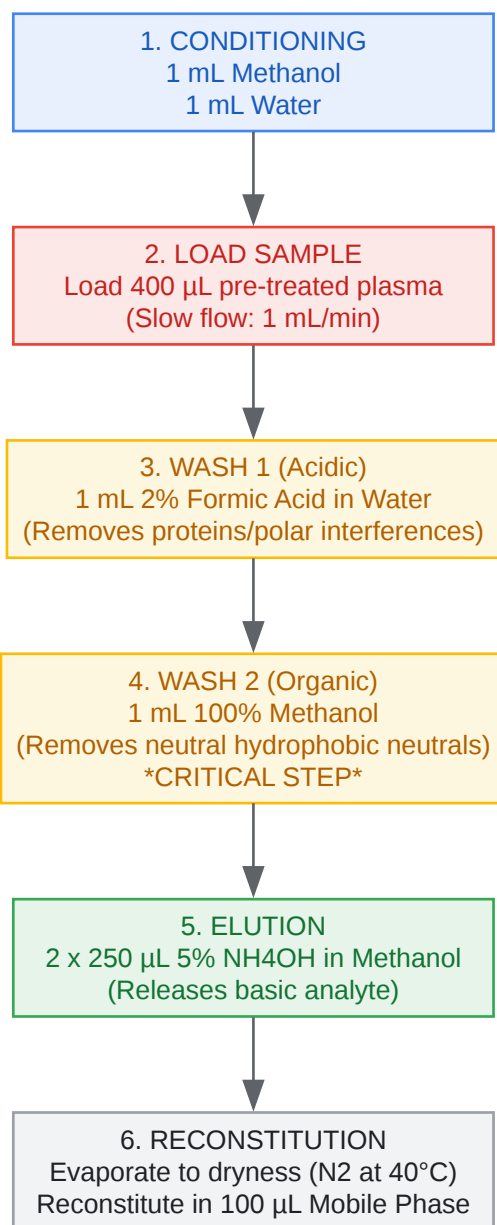 1. CONDITIONING
1 mL Methanol
1 mL Water
2. LOAD SAMPLE
Load 400 µL pre-treated plasma
(Slow flow: 1 mL/min)
3. WASH 1 (Acidic)
1 mL 2% Formic Acid in Water
(Removes proteins/polar interferences)
4. WASH 2 (Organic)
1 mL 100% Methanol
(Removes neutral hydrophobic neutrals)
*CRITICAL STEP*
5. ELUTION
2 x 250 µL 5% NH4OH in Methanol
(Releases basic analyte)
6. RECONSTITUTION
Evaporate to dryness (N2 at 40°C)
Reconstitute in 100 µL Mobile Phase